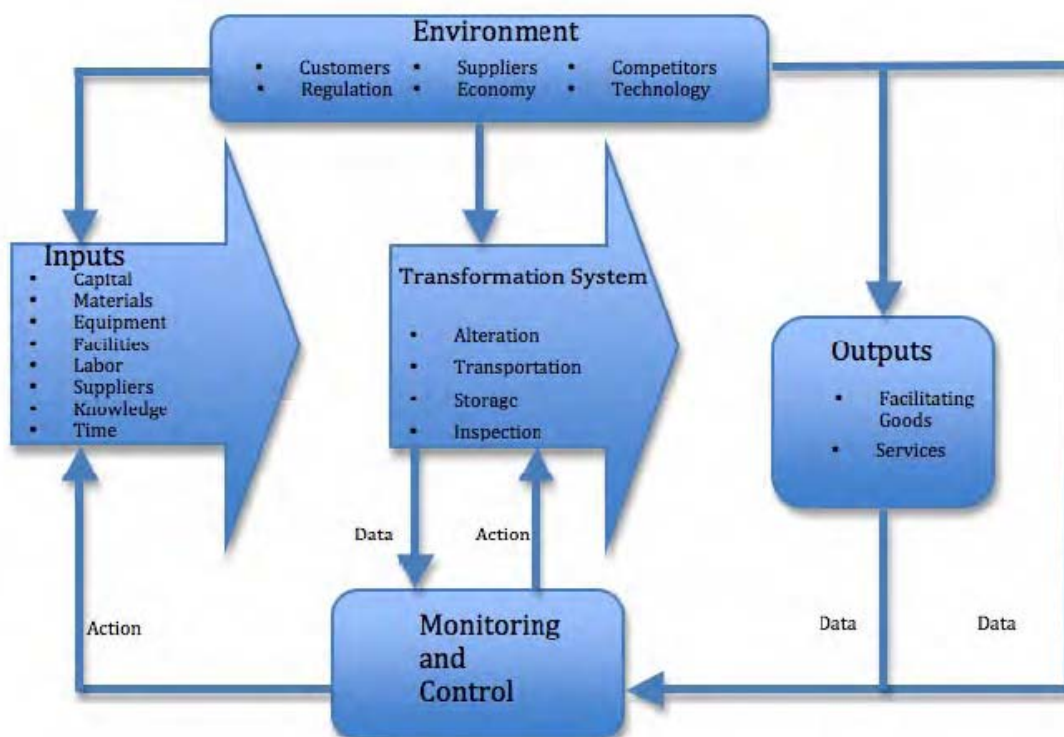 Environment
▪ Customers ▪ Suppliers ▪ Competitors
▪ Regulation ▪ Economy ▪ Technology
Inputs
▪ Capital
▪ Materials
▪ Equipment
▪ Facilities
▪ Labor
▪ Suppliers
▪ Knowledge
▪ Time
Transformation System
▪ Alteration
▪ Transportation
▪ Storage
▪ Inspection
Outputs
▪ Facilitating
Goods
▪ Services
Data
Action
Action
Monitoring
and
Control
Data
Data